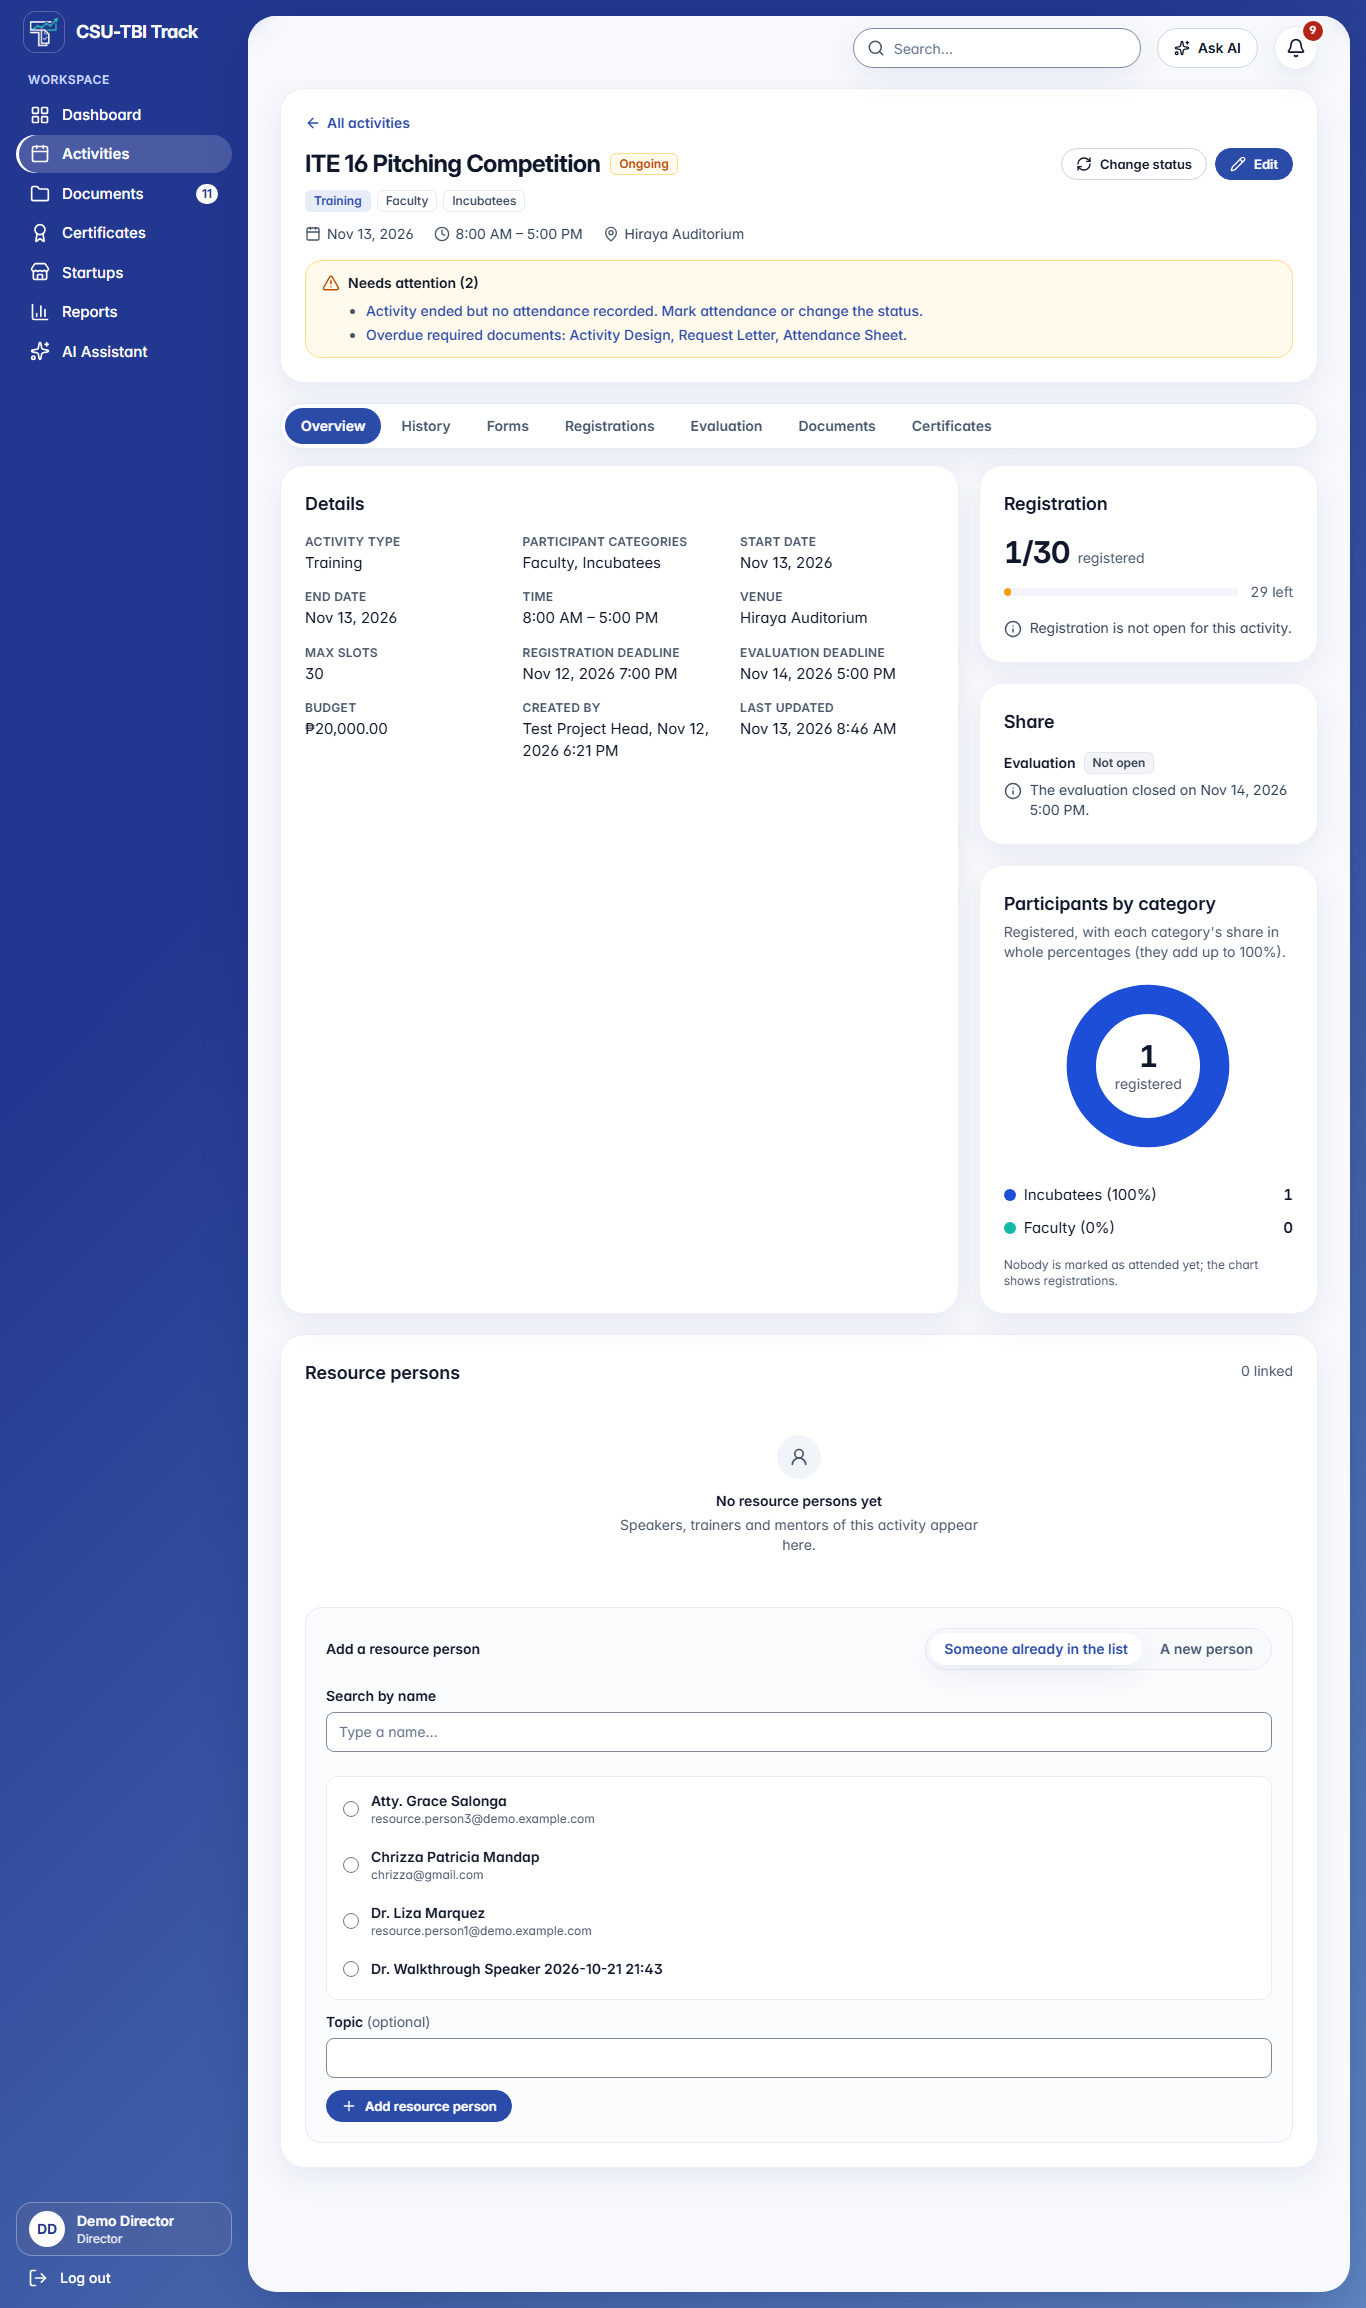 CSU-TBI Track
WORKSPACE
Dashboard
Activities
Documents 11
Certificates
Startups
Reports
AI Assistant
Demo Director
DD
Director
Log out
Search...
Ask AI
9
All activities
ITE 16 Pitching Competition Ongoing
Change status
Edit
Training Faculty Incubatees
Nov 13, 2026 8:00 AM – 5:00 PM Hiraya Auditorium
Needs attention (2)
Activity ended but no attendance recorded. Mark attendance or change the status.
Overdue required documents: Activity Design, Request Letter, Attendance Sheet.
Overview History Forms Registrations Evaluation Documents Certificates
Details
ACTIVITY TYPE
Training
PARTICIPANT CATEGORIES
Faculty, Incubatees
START DATE
Nov 13, 2026
END DATE
Nov 13, 2026
TIME
8:00 AM – 5:00 PM
VENUE
Hiraya Auditorium
MAX SLOTS
30
REGISTRATION DEADLINE
Nov 12, 2026 7:00 PM
EVALUATION DEADLINE
Nov 14, 2026 5:00 PM
BUDGET
₱20,000.00
CREATED BY
Test Project Head, Nov 12,
2026 6:21 PM
LAST UPDATED
Nov 13, 2026 8:46 AM
Registration
1/30 registered
29 left
Registration is not open for this activity.
Share
Evaluation Not open
The evaluation closed on Nov 14, 2026
5:00 PM.
Participants by category
Registered, with each category's share in
whole percentages (they add up to 100%).
1
registered
Incubatees (100%) 1
Faculty (0%) 0
Nobody is marked as attended yet; the chart
shows registrations.
Resource persons
0 linked
No resource persons yet
Speakers, trainers and mentors of this activity appear
here.
Add a resource person
Someone already in the list A new person
Search by name
Type a name...
Atty. Grace Salonga
resource.person3@demo.example.com
Chrizza Patricia Mandap
chrizza@gmail.com
Dr. Liza Marquez
resource.person1@demo.example.com
Dr. Walkthrough Speaker 2026-10-21 21:43
Topic (optional)
Add resource person